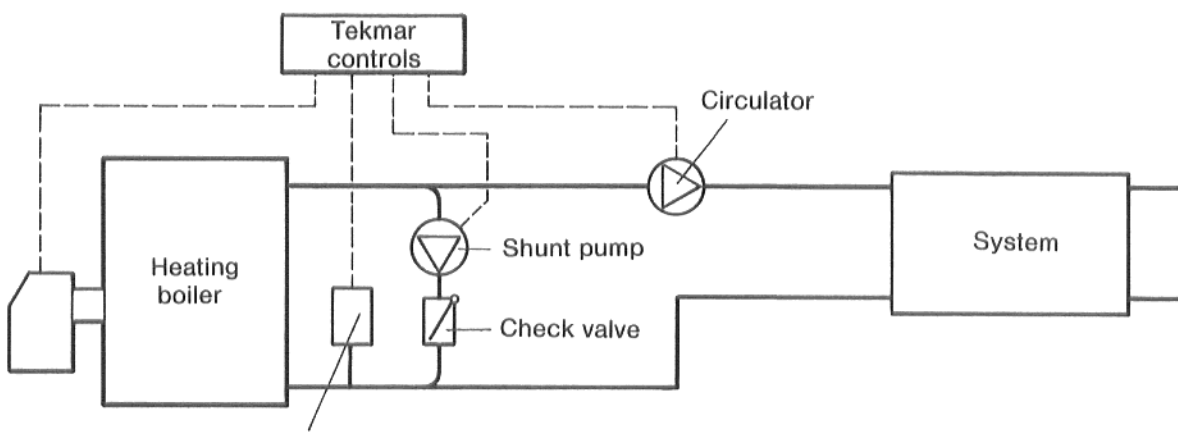 Tekmar
controls
Circulator
Shunt pump
Heating
boiler
System
Check valve